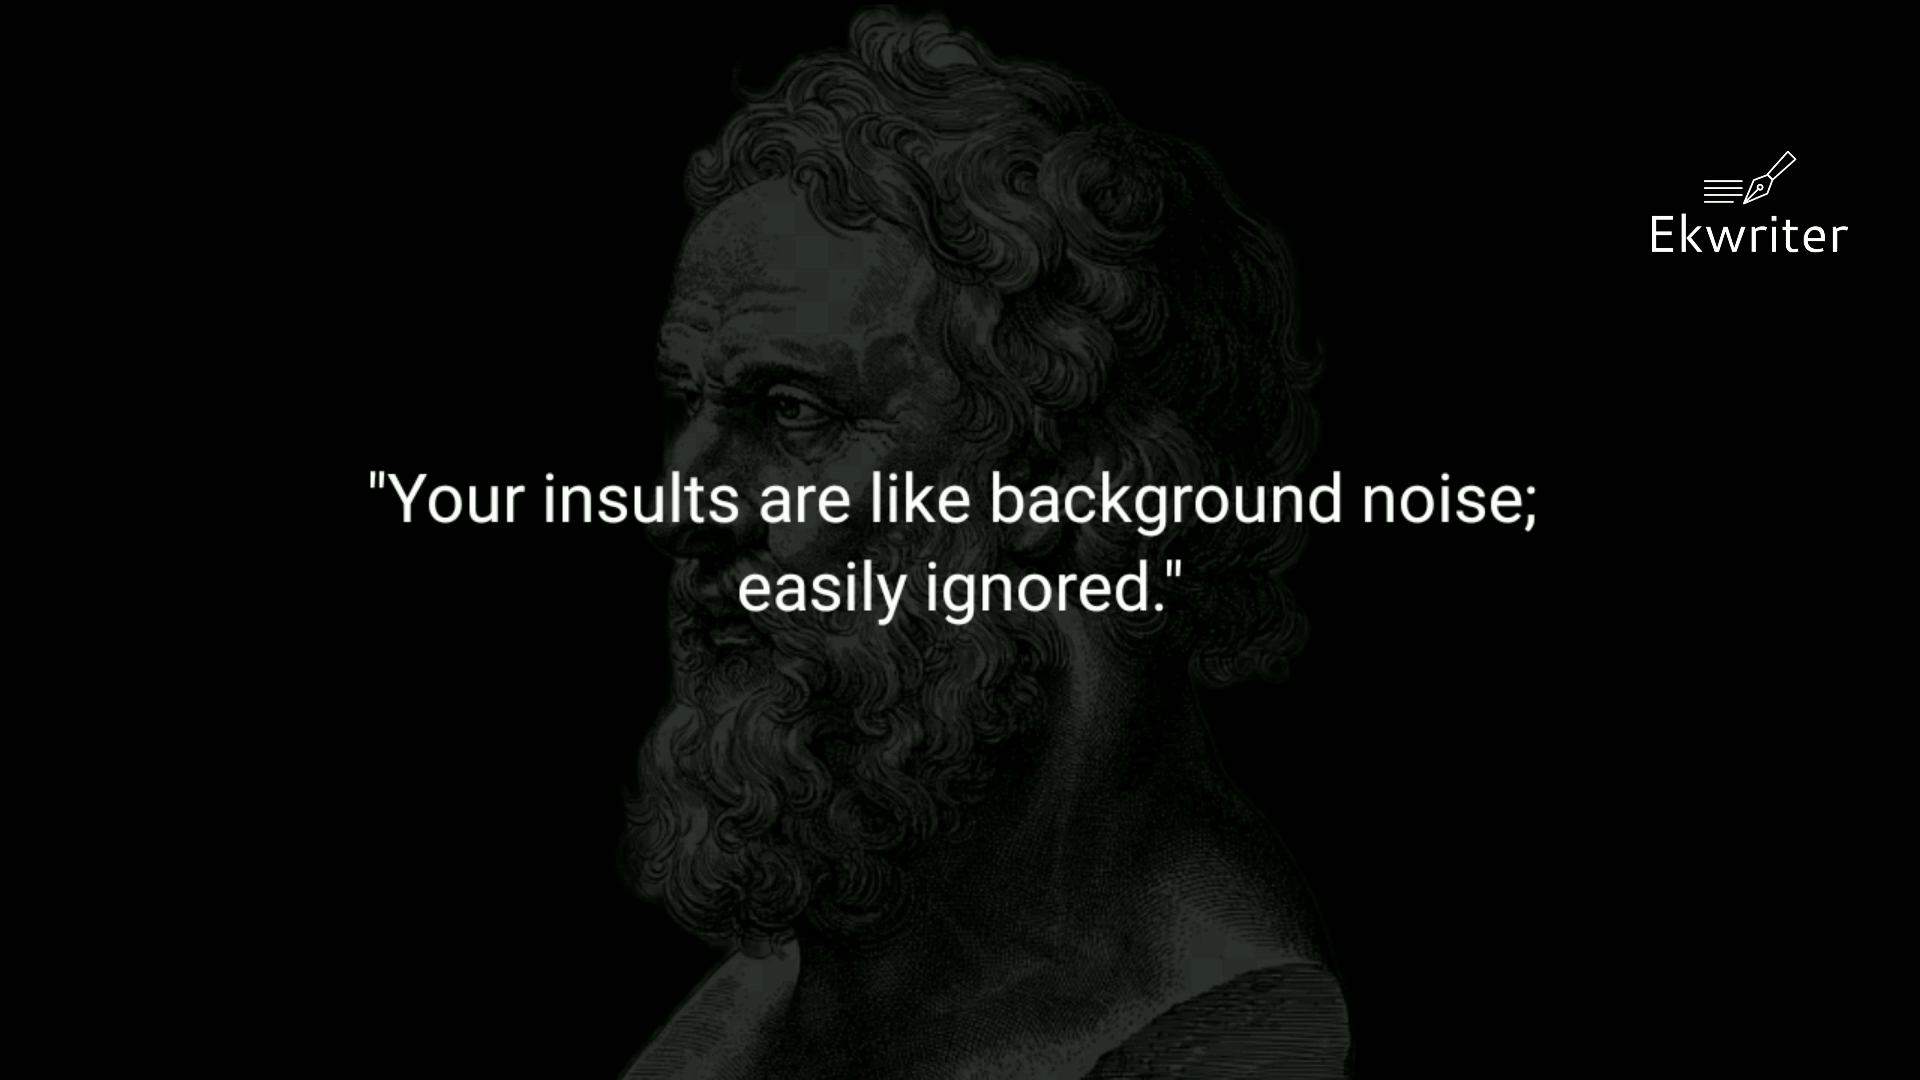 Ekwriter
"Your insults are like background noise;
easily ignored."